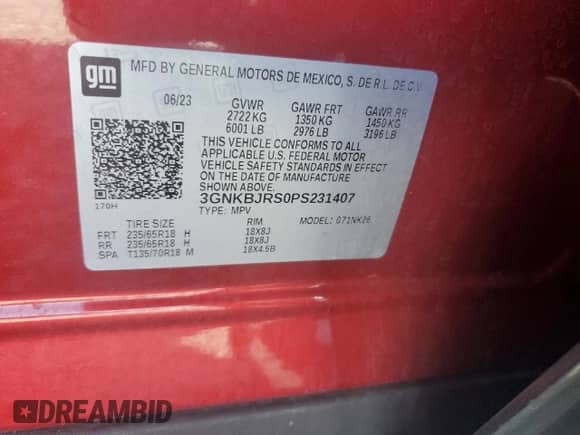 gm
MFD BY GENERAL MOTORS DE MEXICO, S. DE R.L. DE C.V.
06/23 GVWR GAWR FRT GAWR RR
2722 KG 1350 KG 1450 KG
6001 LB 2976 LB 3196 LB
THIS VEHICLE CONFORMS TO ALL
APPLICABLE U.S. FEDERAL MOTOR
VEHICLE SAFETY STANDARDS IN EFFECT
ON THE DATE OF MANUFACTURE
SHOWN ABOVE.
3GNKBJRS0PS231407
170H
TYPE: MPV MODEL: 071NK26
TIRE SIZE RIM
FRT 235/65R18 H 18X8J
RR 235/65R18 H 18X8J
SPA T135/70R18 M 18X4.5B
DREAMBID